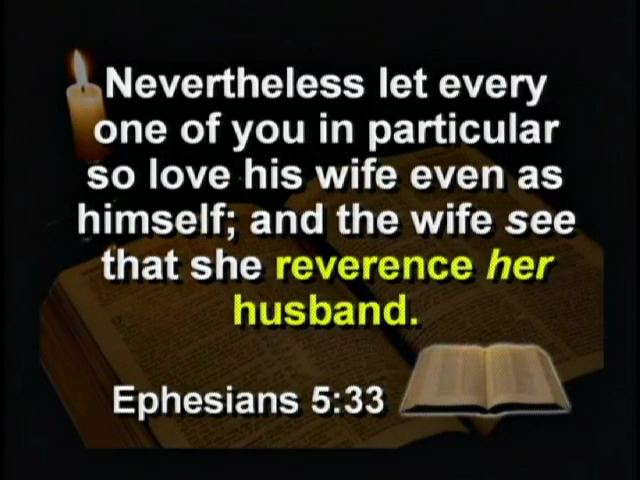 Nevertheless let every
one of you in particular
so love his wife even as
himself; and the wife see
that she reverence her
husband.
Ephesians 5:33